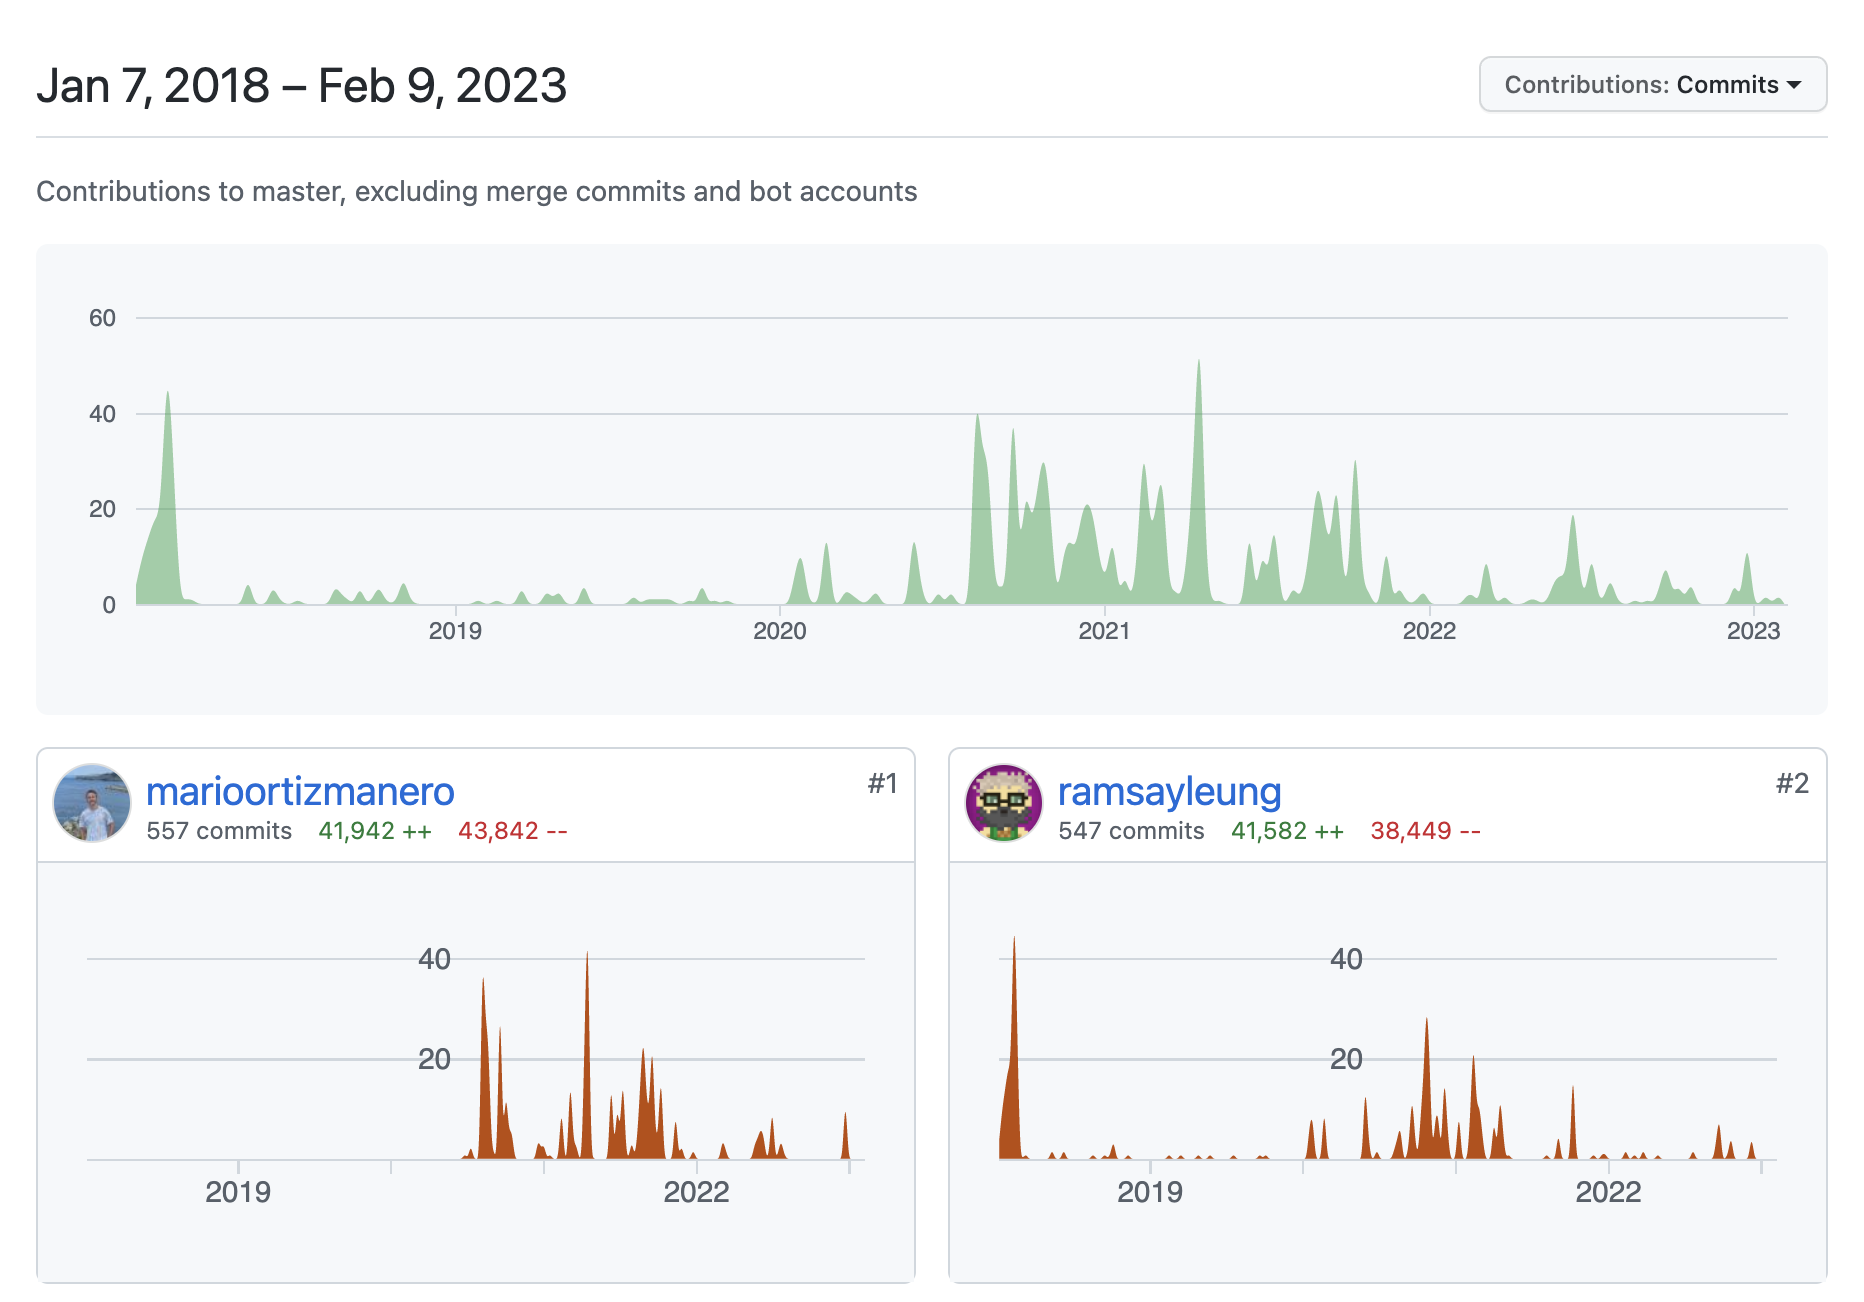 Jan 7, 2018 – Feb 9, 2023
Contributions: Commits
Contributions to master, excluding merge commits and bot accounts
60
40
20
0
2019 2020 2021 2022 2023
marioortizmanero #1
557 commits 41,942 ++ 43,842 --
40
20
2019 2022
ramsayleung #2
547 commits 41,582 ++ 38,449 --
40
20
2019 2022